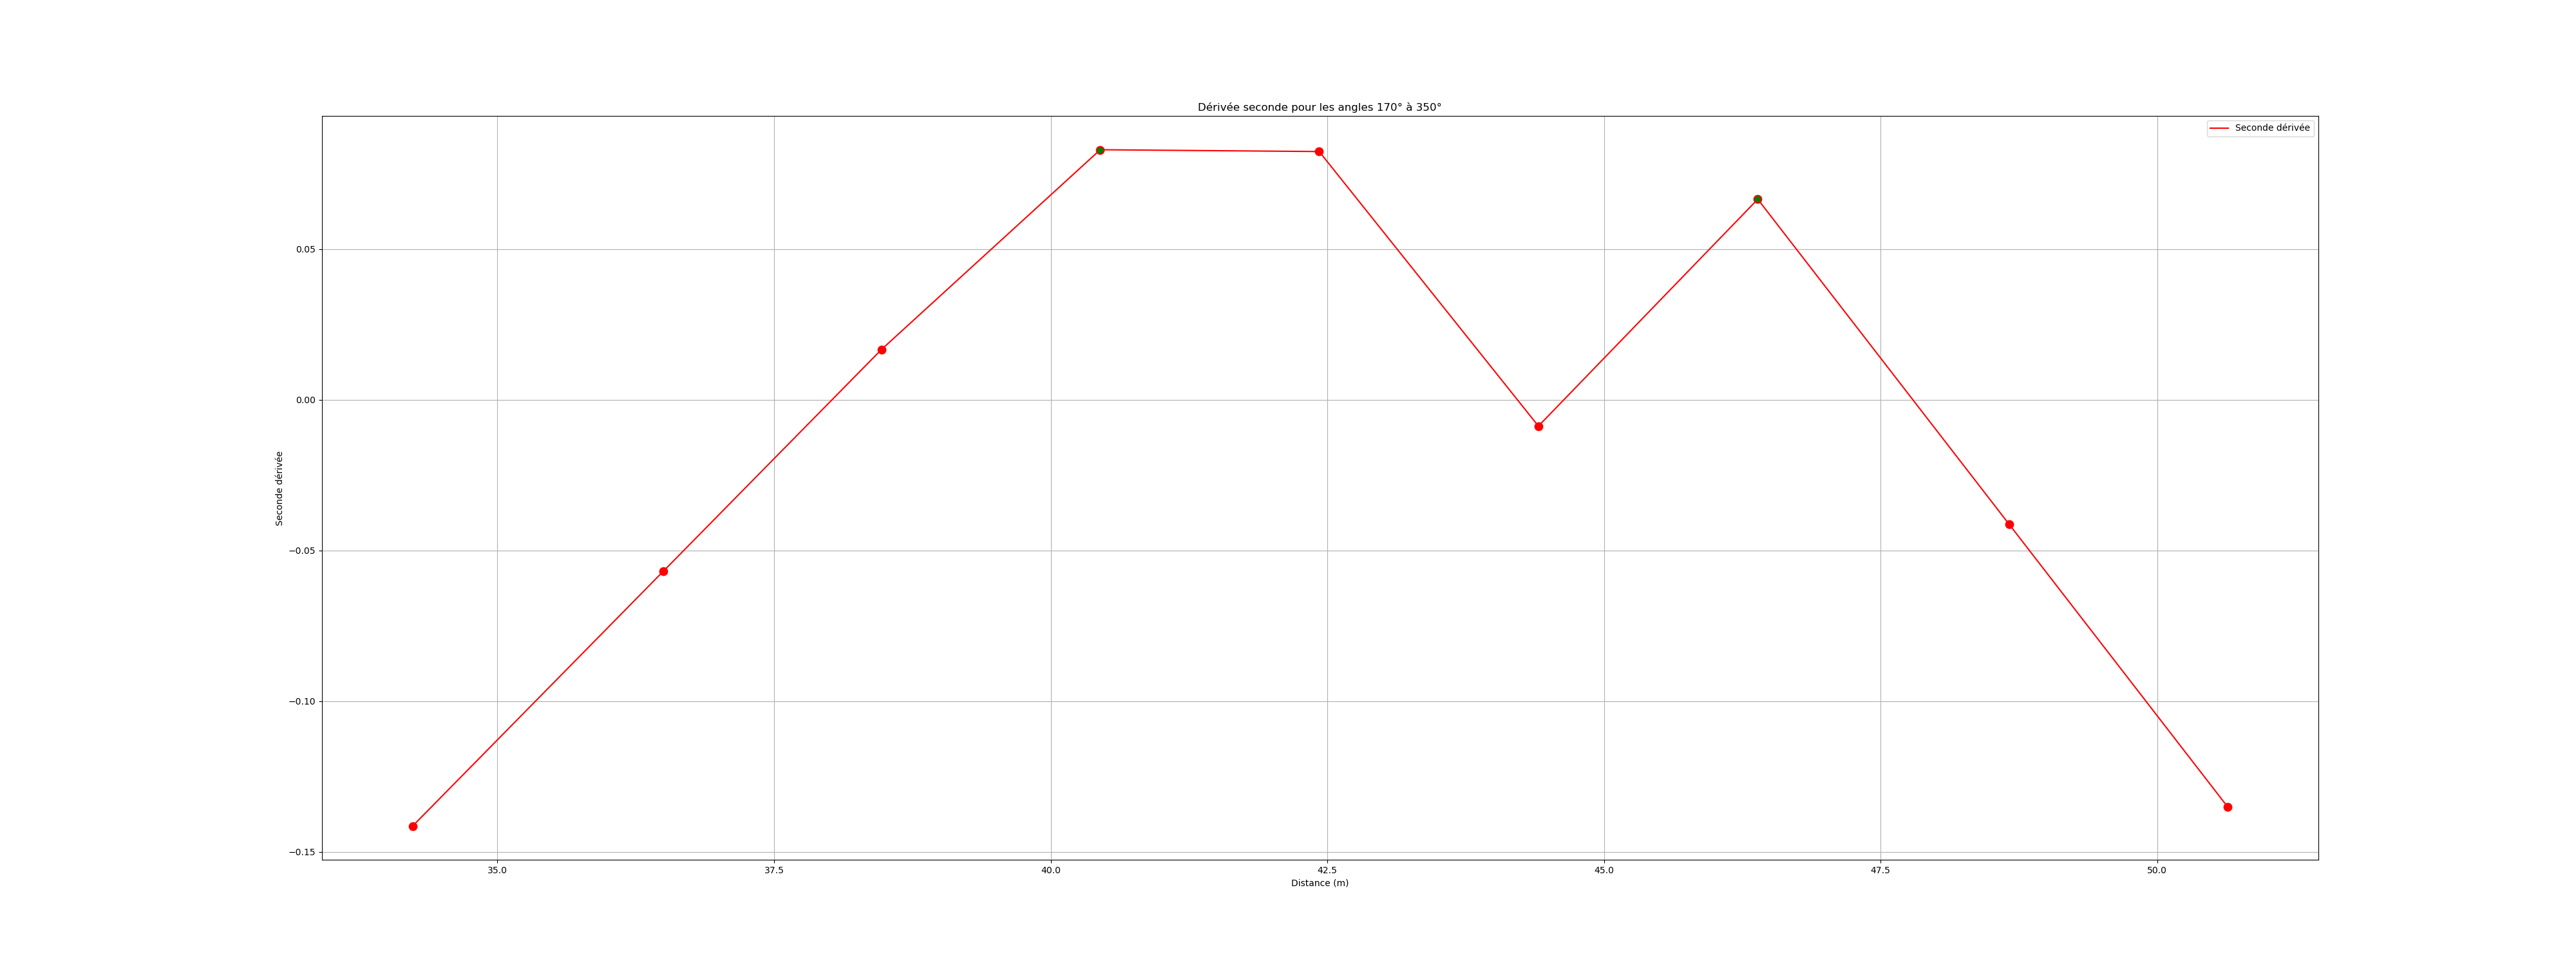 Dérivée seconde pour les angles 170° à 350°
Seconde dérivée
0.05
0.00
−0.05
−0.10
−0.15
Seconde dérivée
35.0 37.5 40.0 42.5 45.0 47.5 50.0
Distance (m)